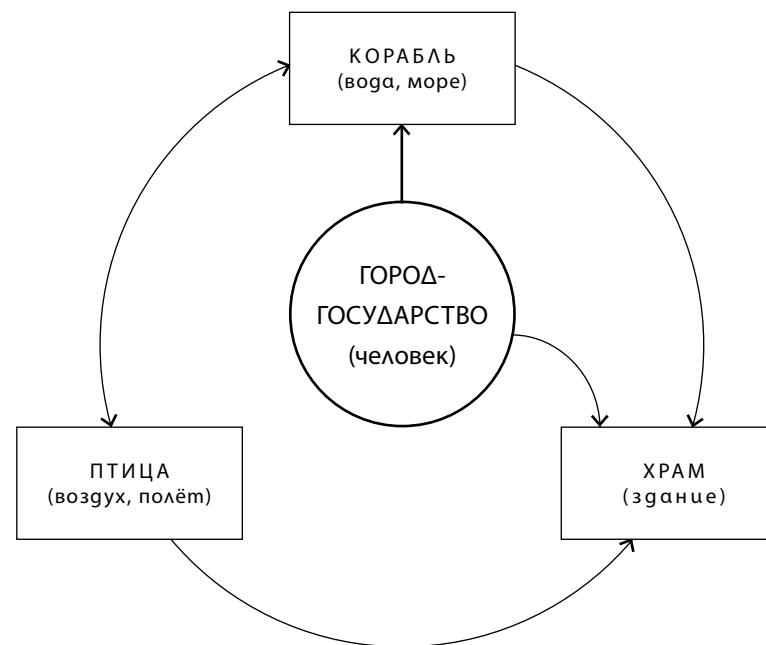 КОРАБЛЬ
(вода, море)
ГОРОД-
ГОСУДАРСТВО
(человек)
ПТИЦА
(воздух, полёт)
ХРАМ
(здание)